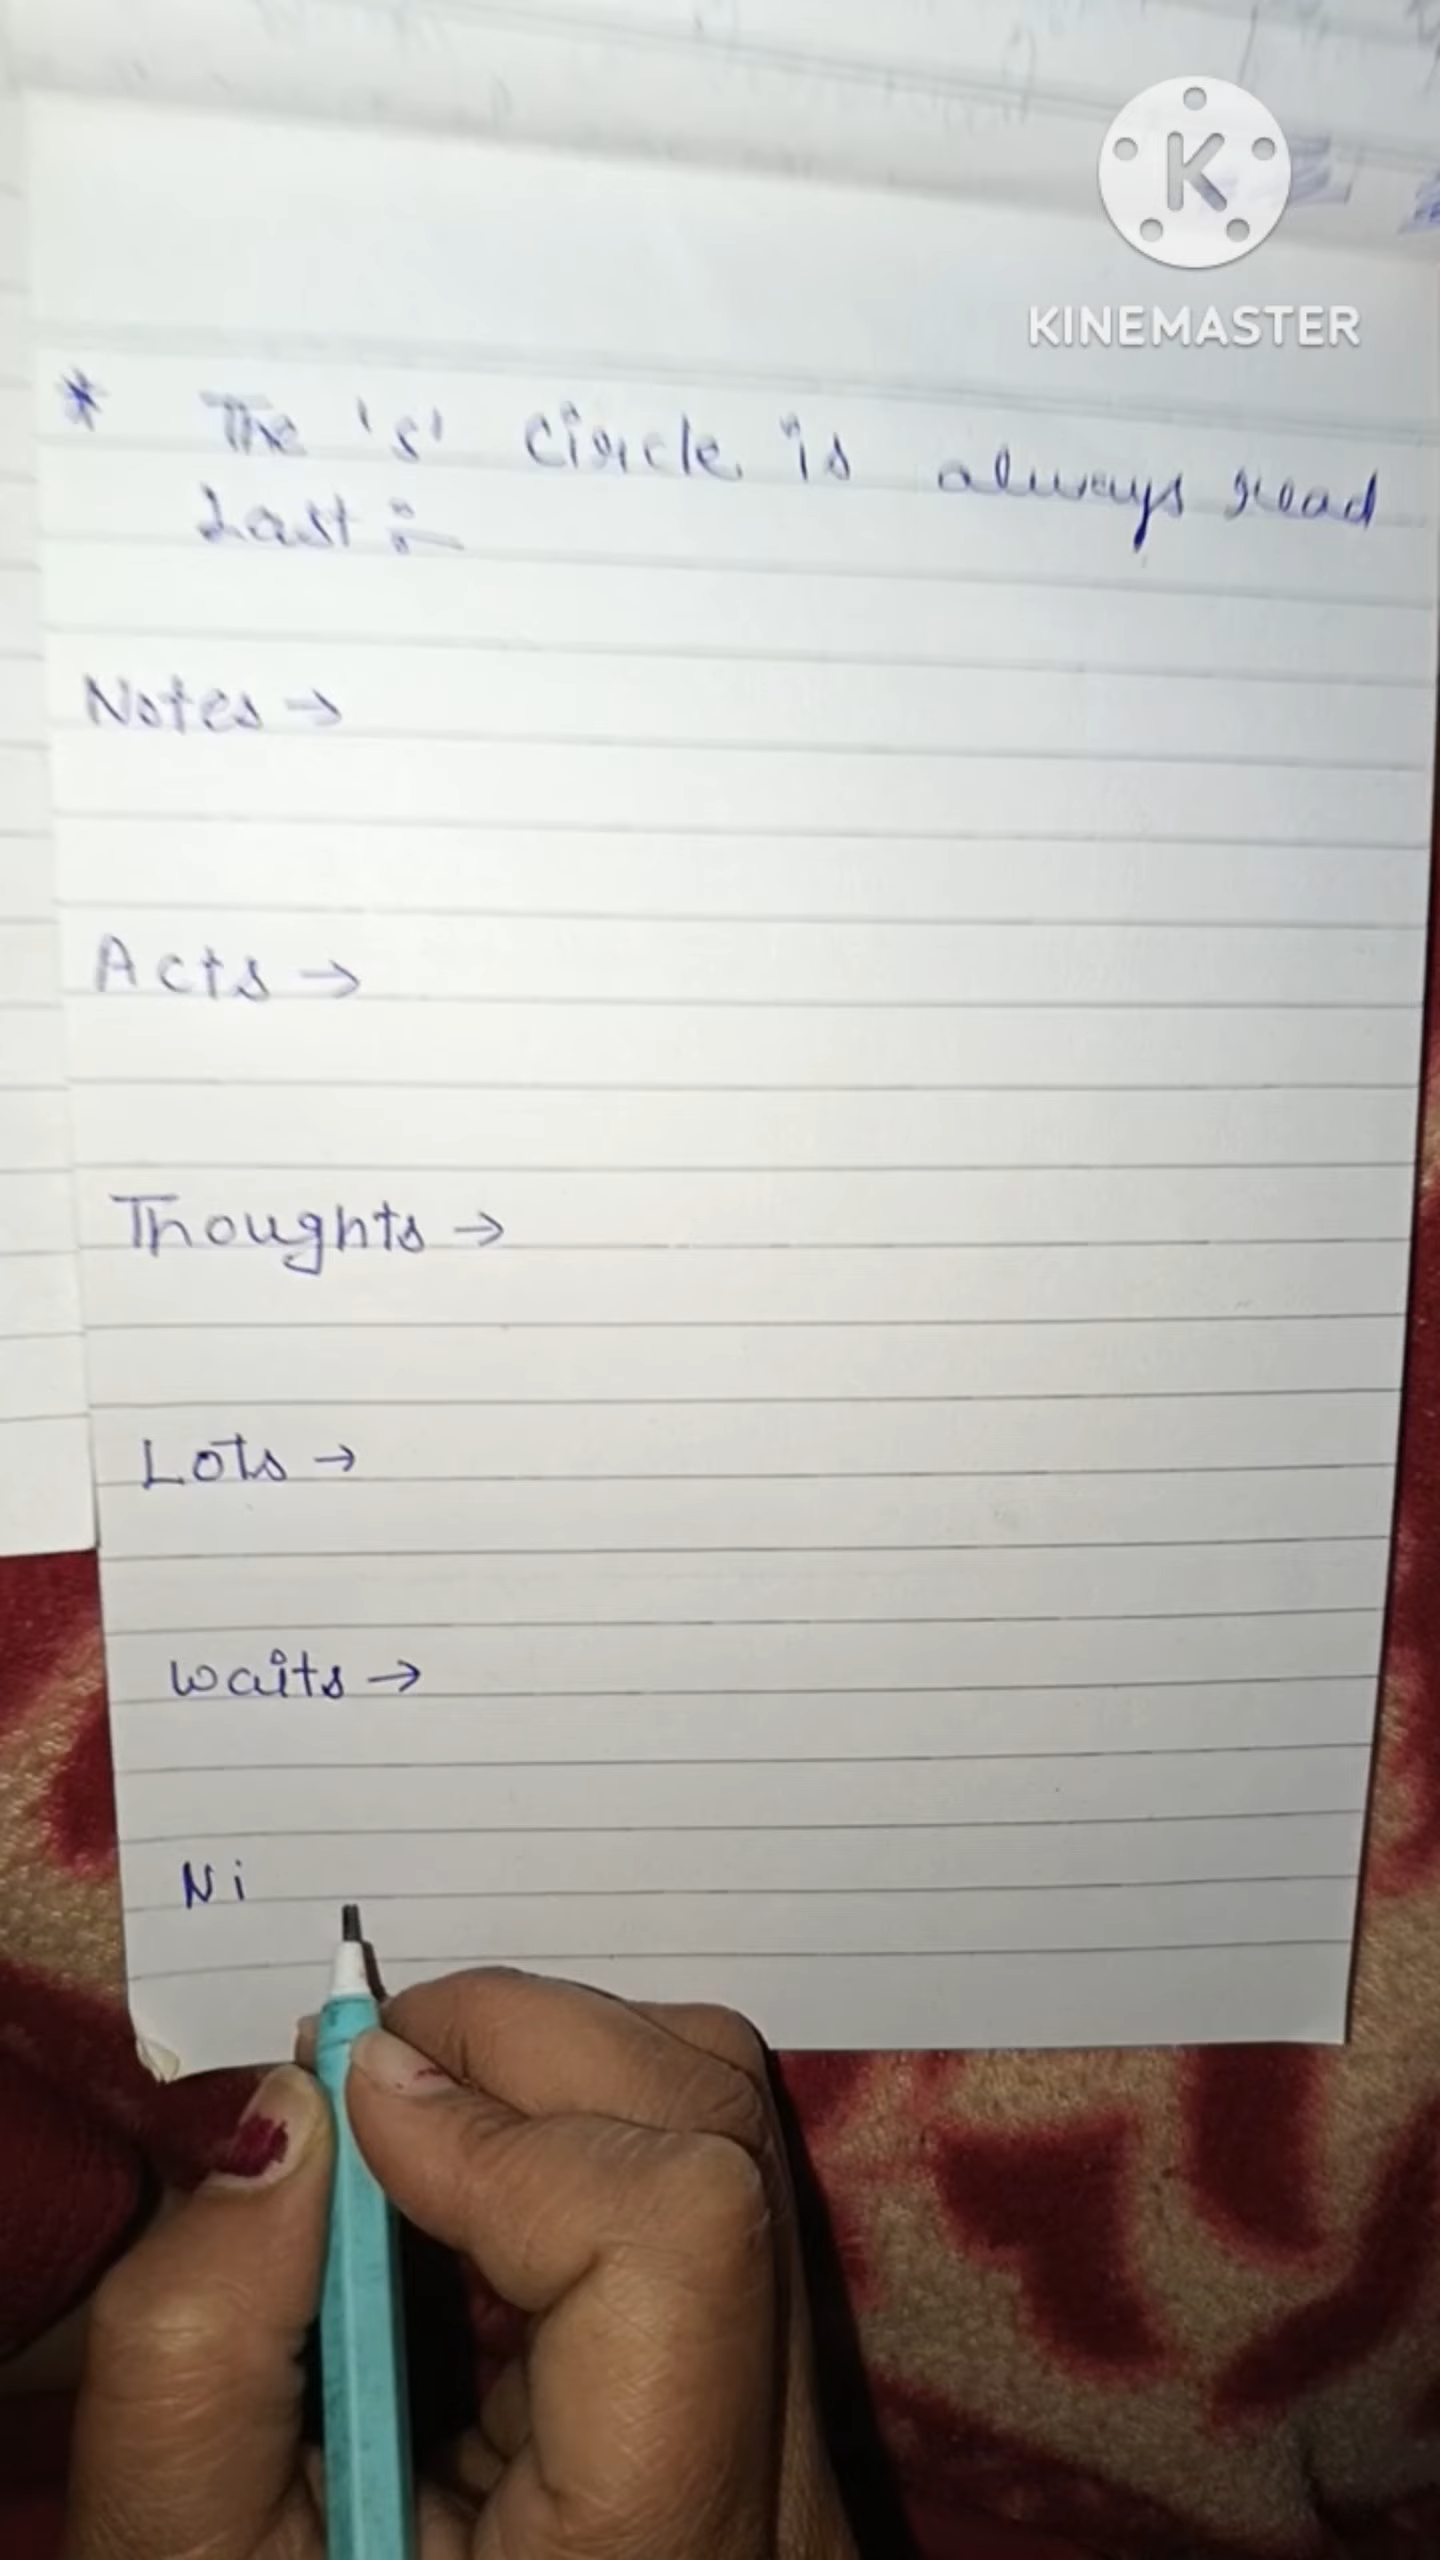 KINEMASTER
* The 's' circle is always read
Last :-
Notes →
Acts →
Thoughts →
Lots →
waits →
Ni